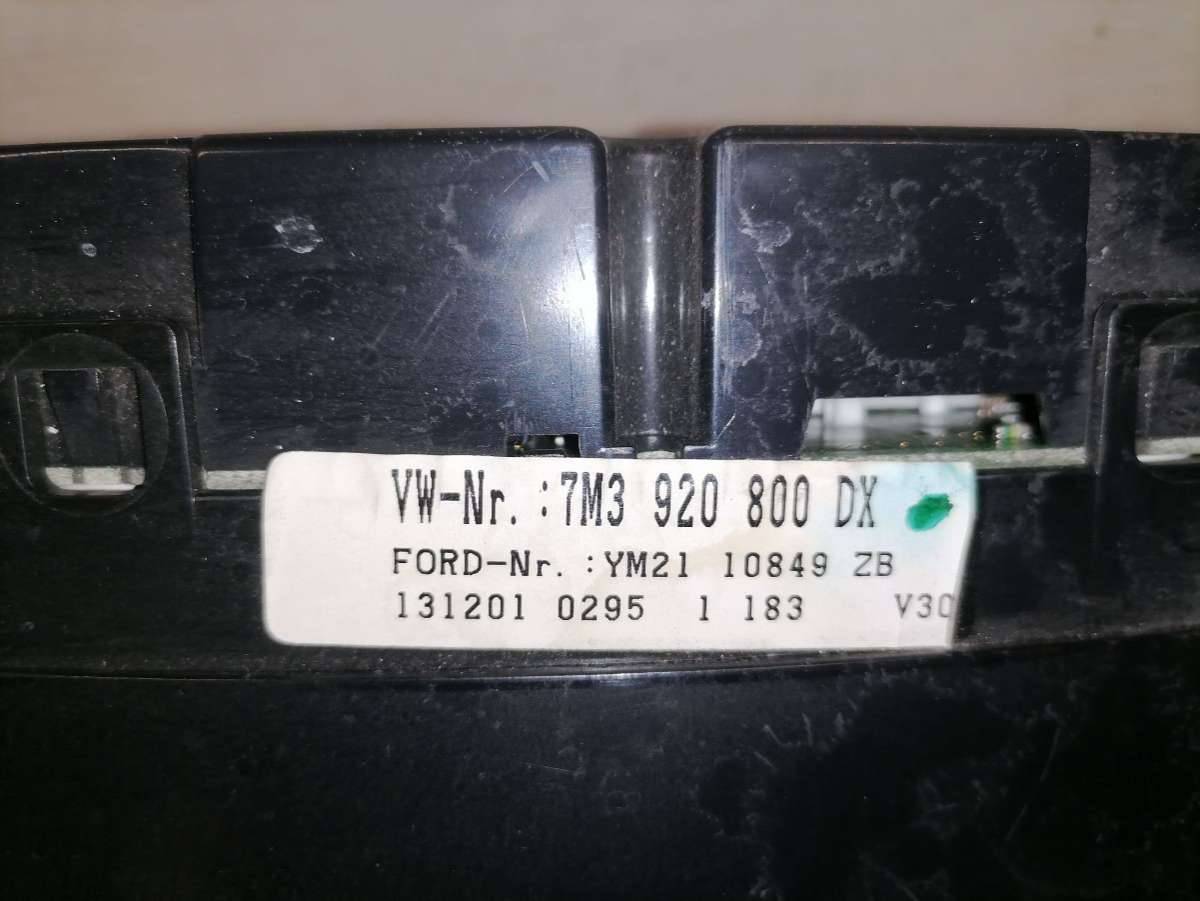 VW-Nr.:7M3 920 800 DX
FORD-Nr.:YM21 10849 ZB
131201 0295 1 183 V30